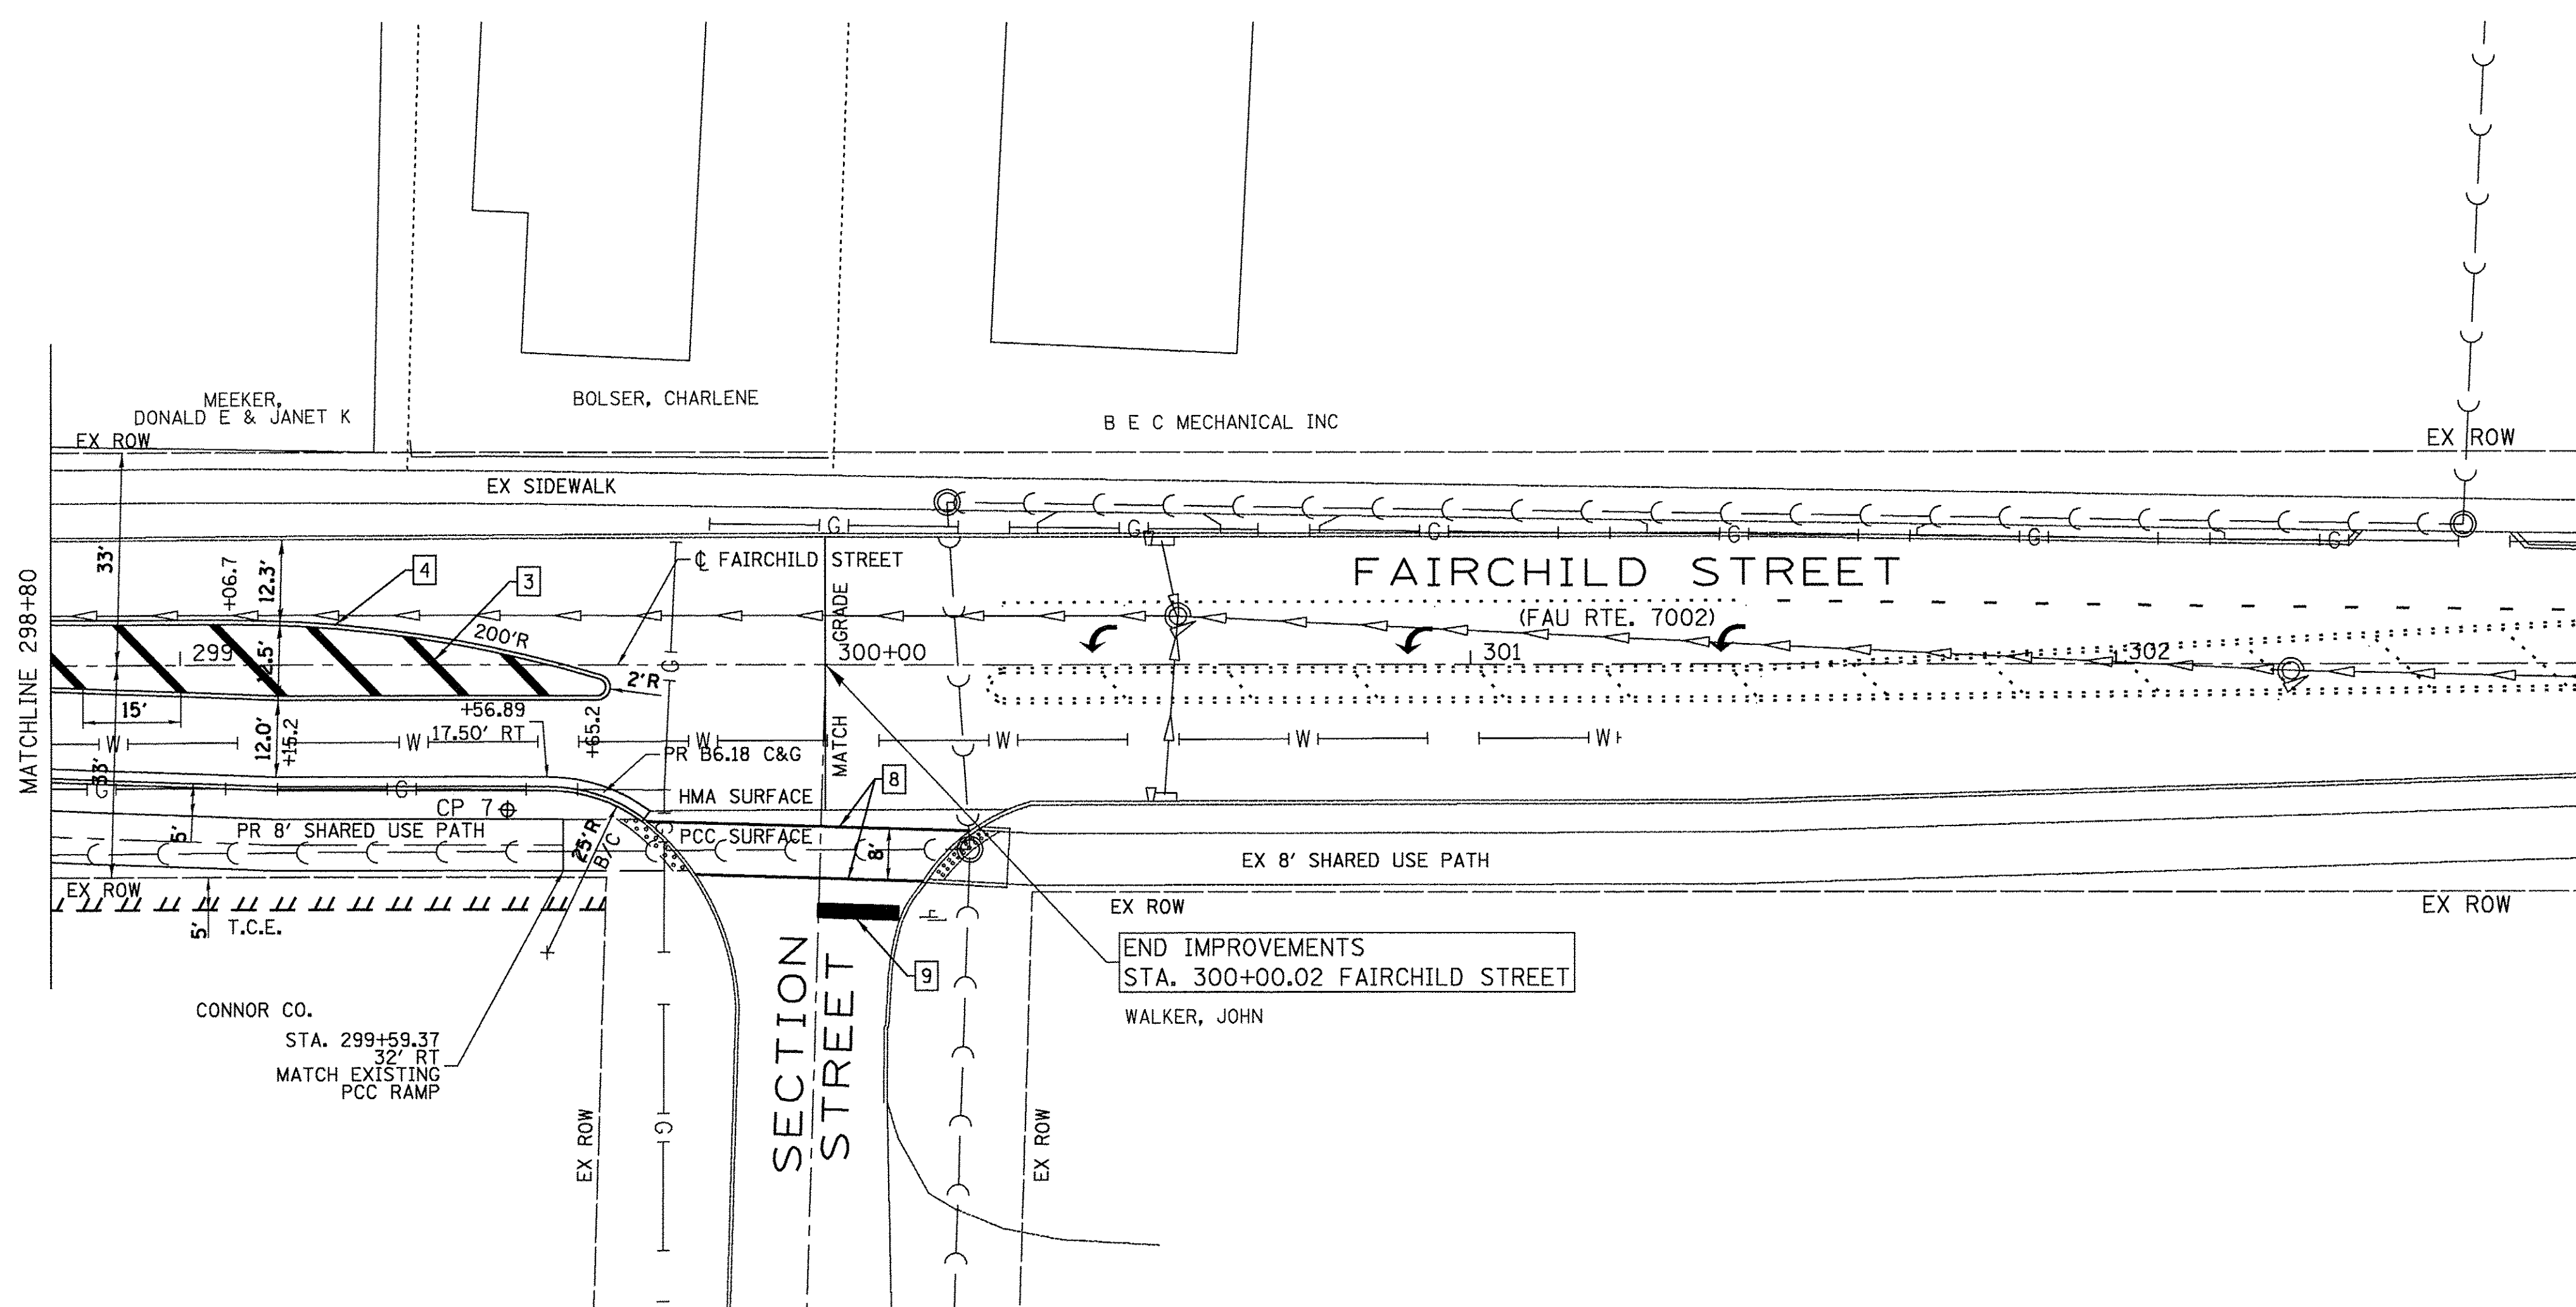 MEEKER,
DONALD E & JANET K
BOLSER, CHARLENE
B E C MECHANICAL INC
EX ROW
EX ROW
EX SIDEWALK
G
G
G
G
G
G
33'
+06.7
12.3'
4
3
℄ FAIRCHILD STREET
FAIRCHILD STREET
(FAU RTE. 7002)
MATCHLINE 298+80
299
12.5'
200'R
2'R
G
MATCH GRADE
300+00
301
302
15'
12.0'
+15.2
+56.89
17.50' RT
+65.2
W
W
W
W
W
W
PR B6.18 C&G
33'
G
G
CP 7
HMA SURFACE
8
PR 8' SHARED USE PATH
5'
25'R
B/C
PCC SURFACE
8'
EX 8' SHARED USE PATH
EX ROW
EX ROW
EX ROW
5'
T.C.E.
9
END IMPROVEMENTS
STA. 300+00.02 FAIRCHILD STREET
WALKER, JOHN
CONNOR CO.
STA. 299+59.37
32' RT
MATCH EXISTING
PCC RAMP
SECTION
STREET
EX ROW
G
EX ROW